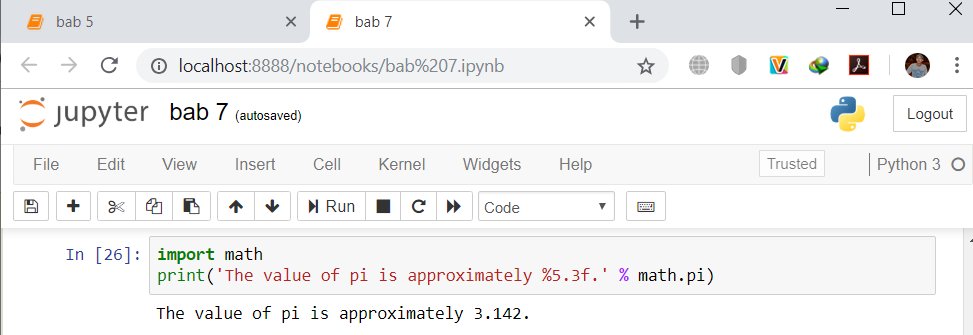 bab 5
bab 7
localhost:8888/notebooks/bab%207.ipynb
jupyter bab 7 (autosaved)
Logout
File Edit View Insert Cell Kernel Widgets Help Trusted Python 3
Run Code
In [26]: import math
print('The value of pi is approximately %5.3f.' % math.pi)
The value of pi is approximately 3.142.